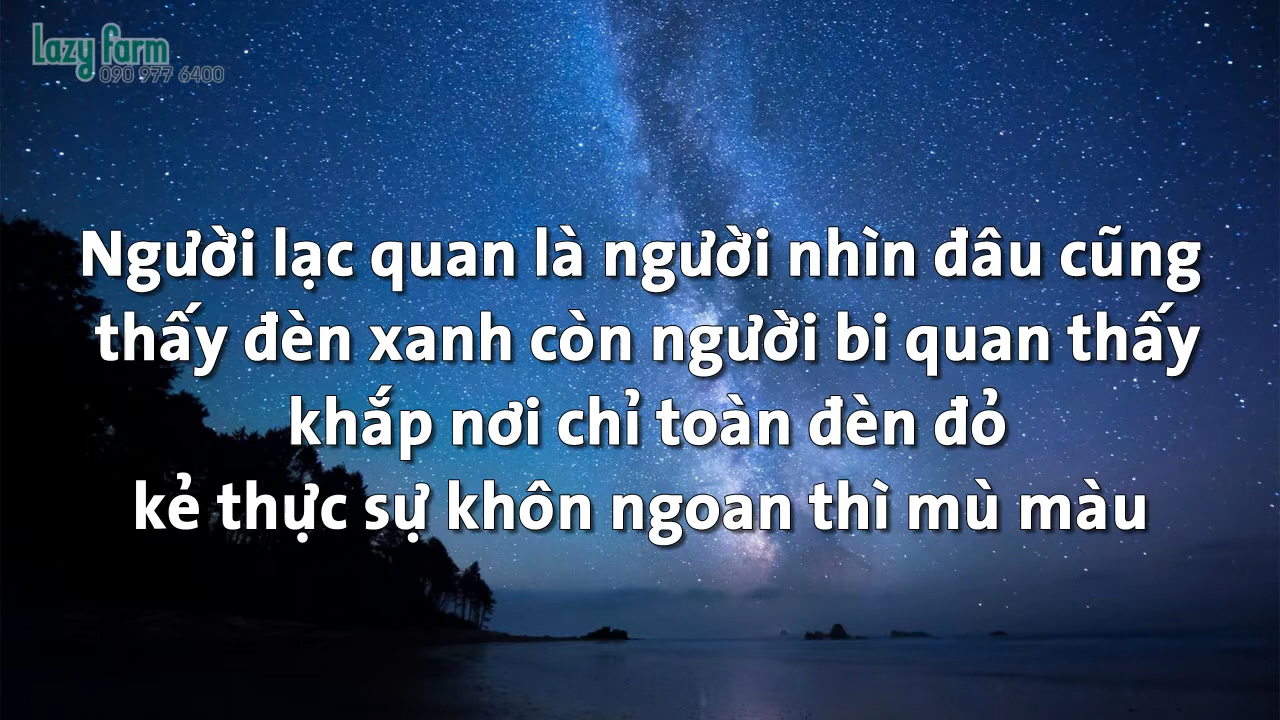 Lazy farm
090 977 6400
Người lạc quan là người nhìn đâu cũng
thấy đèn xanh còn người bi quan thấy
khắp nơi chỉ toàn đèn đỏ
kẻ thực sự khôn ngoan thì mù màu